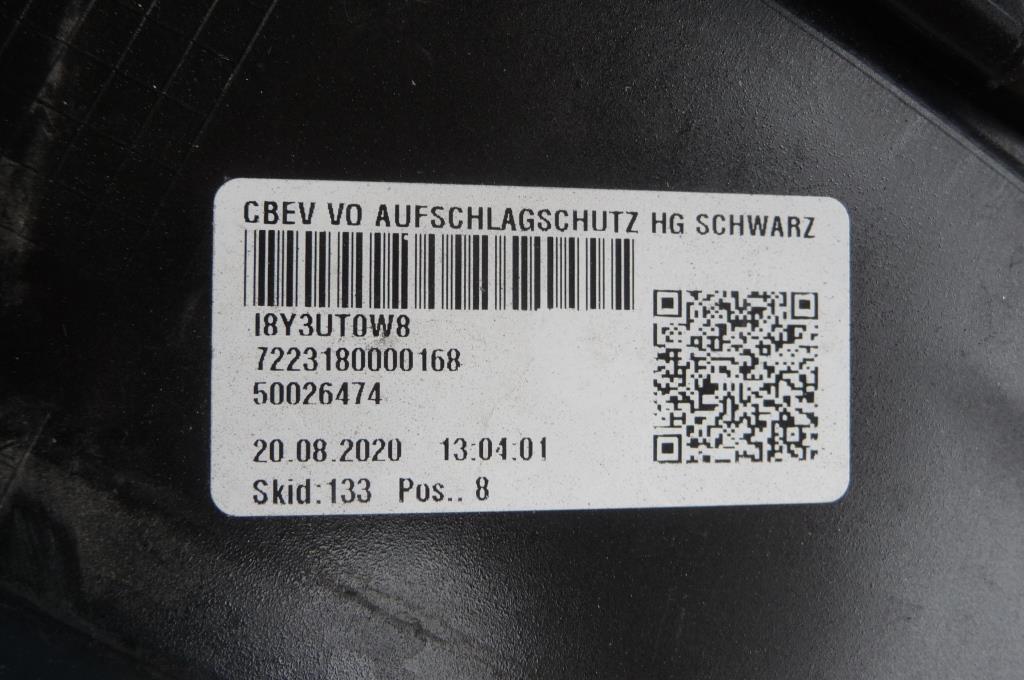 CBEV VO AUFSCHLAGSCHUTZ HG SCHWARZ
I8Y3UT0W8
7223180000168
50026474
20.08.2020 13:04:01
Skid:133 Pos.: 8